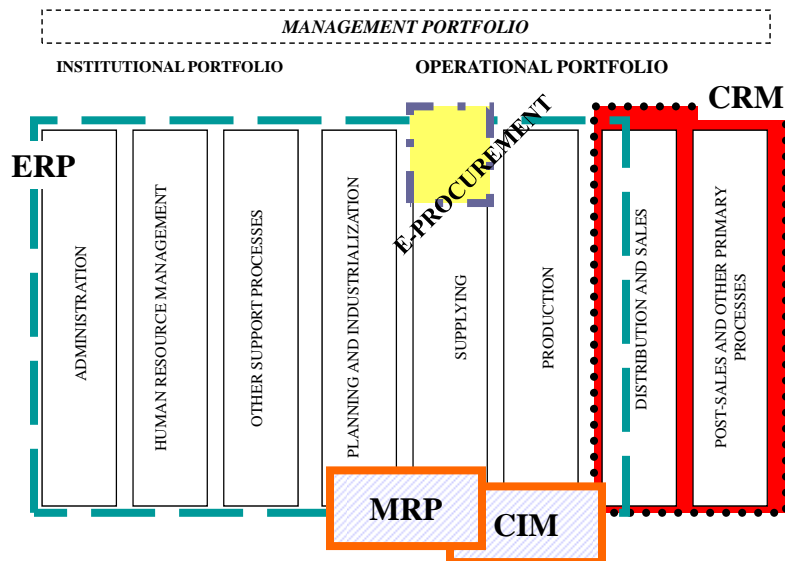 MANAGEMENT PORTFOLIO
INSTITUTIONAL PORTFOLIO
OPERATIONAL PORTFOLIO
CRM
ERP
E-PROCUREMENT
ADMINISTRATION
HUMAN RESOURCE MANAGEMENT
OTHER SUPPORT PROCESSES
PLANNING AND INDUSTRIALIZATION
SUPPLYING
PRODUCTION
DISTRIBUTION AND SALES
POST-SALES AND OTHER PRIMARY
PROCESSES
MRP
CIM